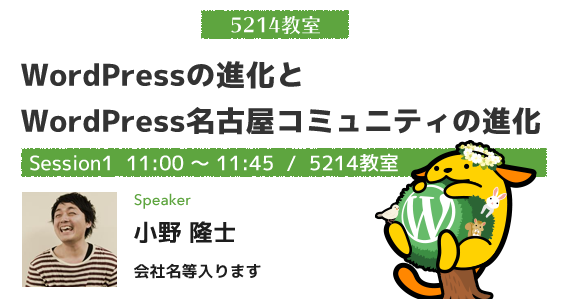 5214教室
WordPressの進化と
WordPress名古屋コミュニティの進化
Session1 11:00 〜 11:45 / 5214教室
Speaker
小野 隆士
会社名等入ります